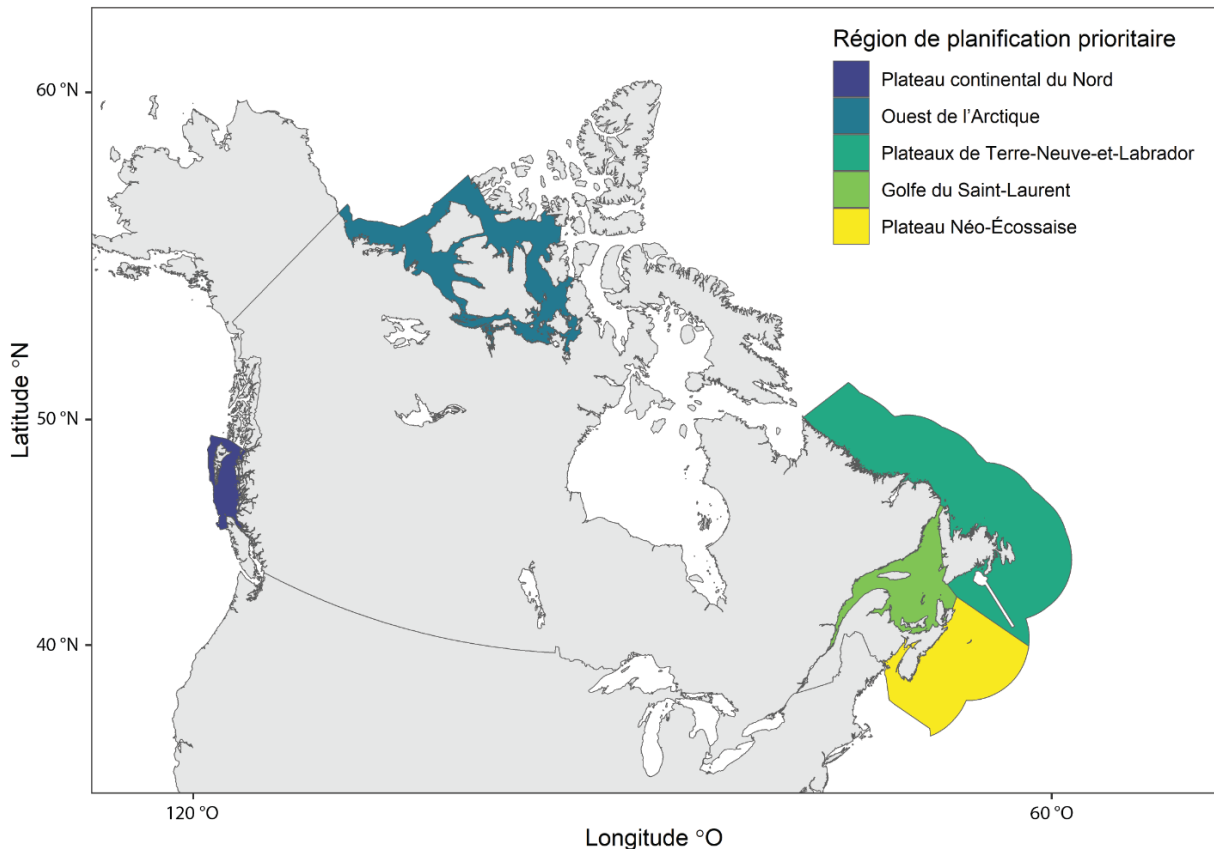 Région de planification prioritaire
Plateau continental du Nord
Ouest de l'Arctique
Plateaux de Terre-Neuve-et-Labrador
Golfe du Saint-Laurent
Plateau Néo-Écossaise
60 °N
50 °N
40 °N
Latitude °N
120 °O
60 °O
Longitude °O